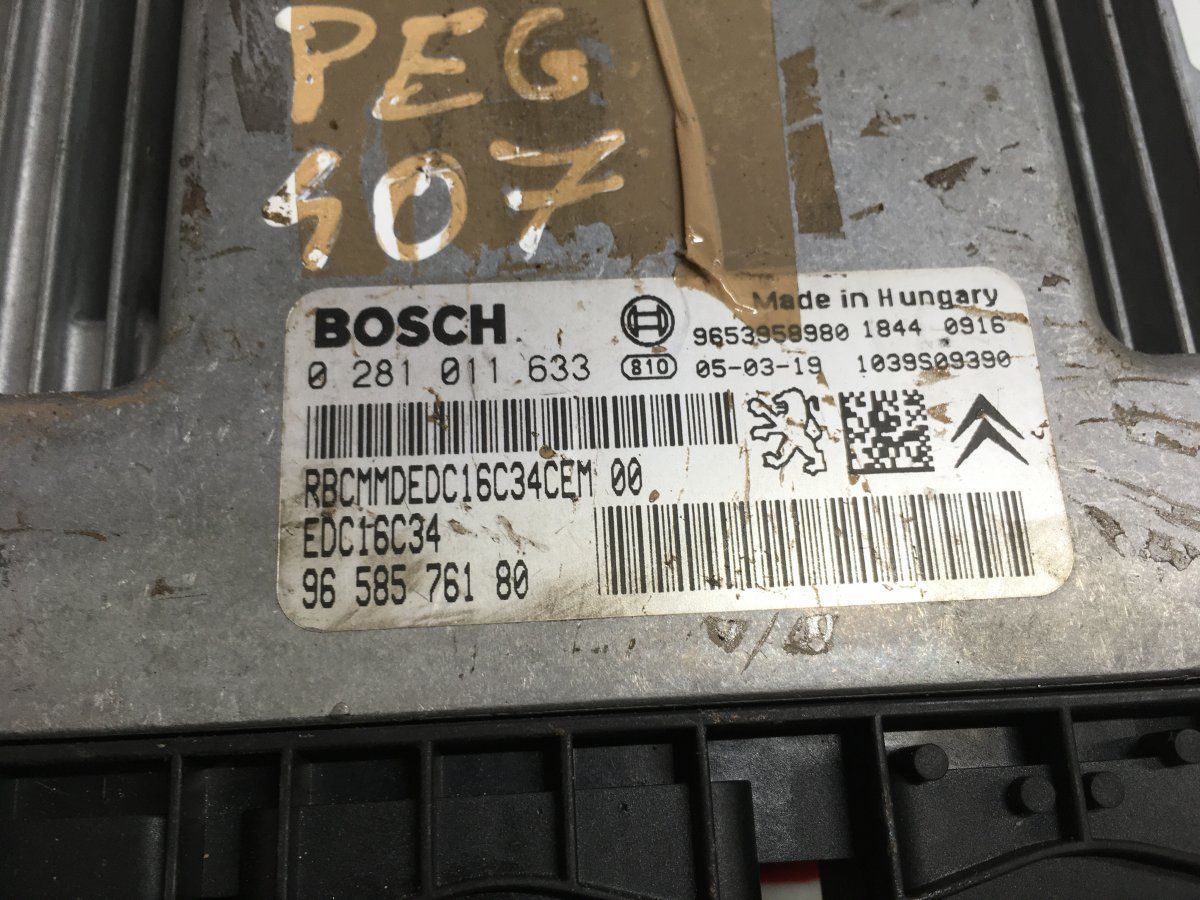 PEG
407
BOSCH
Made in Hungary
9653958980 1844 0916
0 281 011 633
810 05-03-19 1039S09390
RBCMMDEDC16C34CEM 00
EDC16C34
96 585 761 80